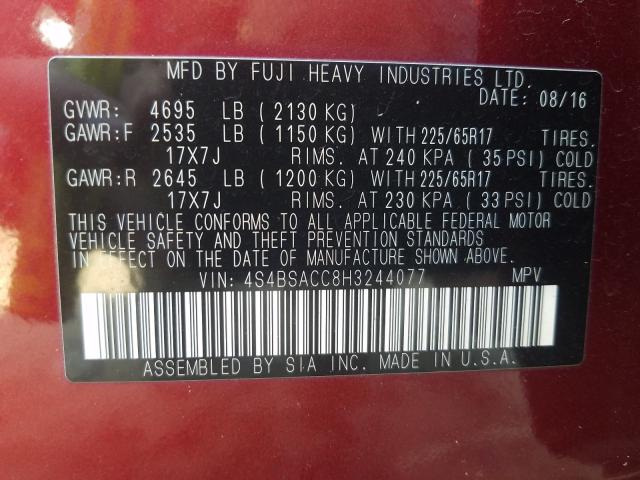 MFD BY FUJI HEAVY INDUSTRIES LTD.
DATE: 08/16
GVWR: 4695 LB ( 2130 KG)
GAWR:F 2535 LB ( 1150 KG) WITH 225/65R17 TIRES.
17X7J RIMS. AT 240 KPA ( 35 PSI) COLD
GAWR:R 2645 LB ( 1200 KG) WITH 225/65R17 TIRES.
17X7J RIMS. AT 230 KPA ( 33 PSI) COLD
THIS VEHICLE CONFORMS TO ALL APPLICABLE FEDERAL MOTOR
VEHICLE SAFETY AND THEFT PREVENTION STANDARDS
IN EFFECT ON THE DATE OF MANUFACTURE SHOWN ABOVE.
VIN: 4S4BSACC8H3244077 MPV
ASSEMBLED BY SIA INC. MADE IN U.S.A.